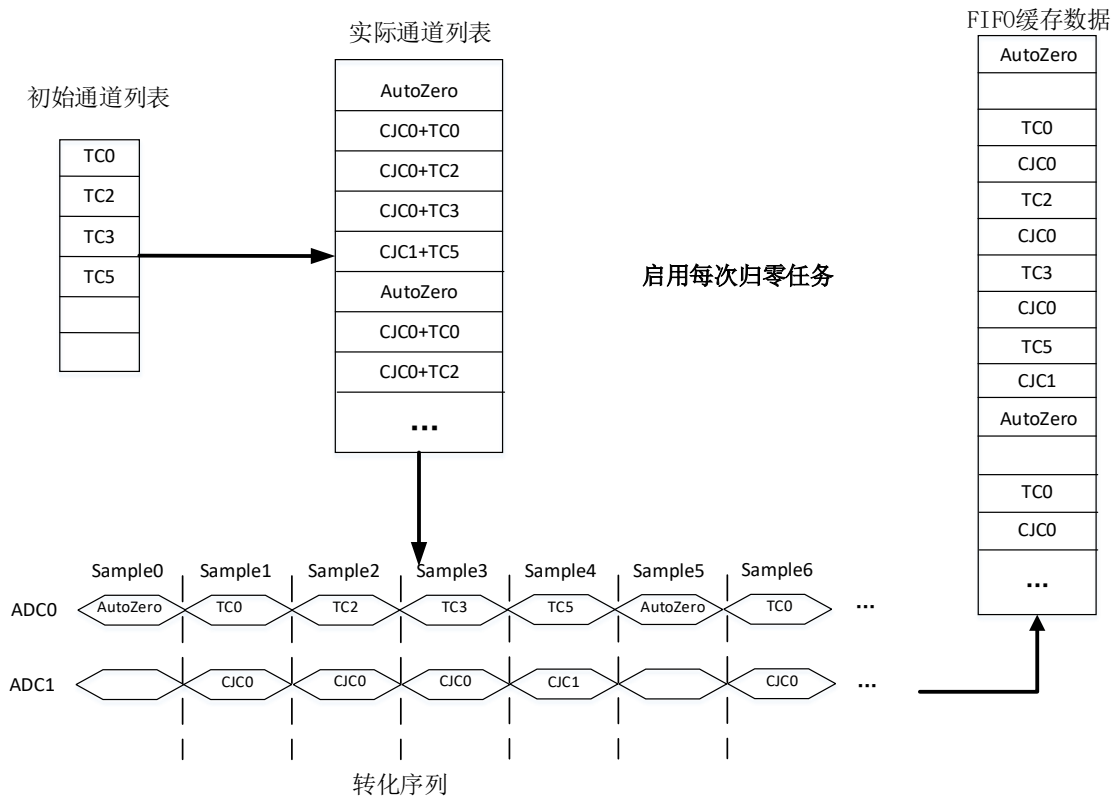 初始通道列表
TC0
TC2
TC3
TC5
实际通道列表
AutoZero
CJC0+TC0
CJC0+TC2
CJC0+TC3
CJC1+TC5
AutoZero
CJC0+TC0
CJC0+TC2
...
启用每次归零任务
FIFO缓存数据
AutoZero
TC0
CJC0
TC2
CJC0
TC3
CJC0
TC5
CJC1
AutoZero
TC0
CJC0
...
Sample0 Sample1 Sample2 Sample3 Sample4 Sample5 Sample6
ADC0 AutoZero TC0 TC2 TC3 TC5 AutoZero TC0 ...
ADC1 CJC0 CJC0 CJC0 CJC1 CJC0 ...
转化序列